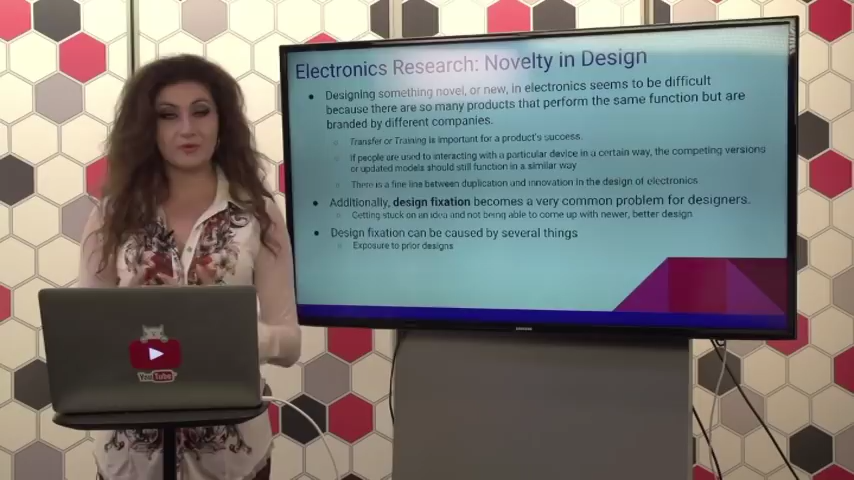 Electronics Research: Novelty in Design
Designing something novel, or new, in electronics seems to be difficult
because there are so many products that perform the same function but are
branded by different companies.
Transfer or Training is important for a product's success.
If people are used to interacting with a particular device in a certain way, the competing versions
or updated models should still function in a similar way
There is a fine line between duplication and innovation in the design of electronics
Additionally, design fixation becomes a very common problem for designers.
Getting stuck on an idea and not being able to come up with newer, better design
Design fixation can be caused by several things
Exposure to prior designs
SAMSUNG
YouTube